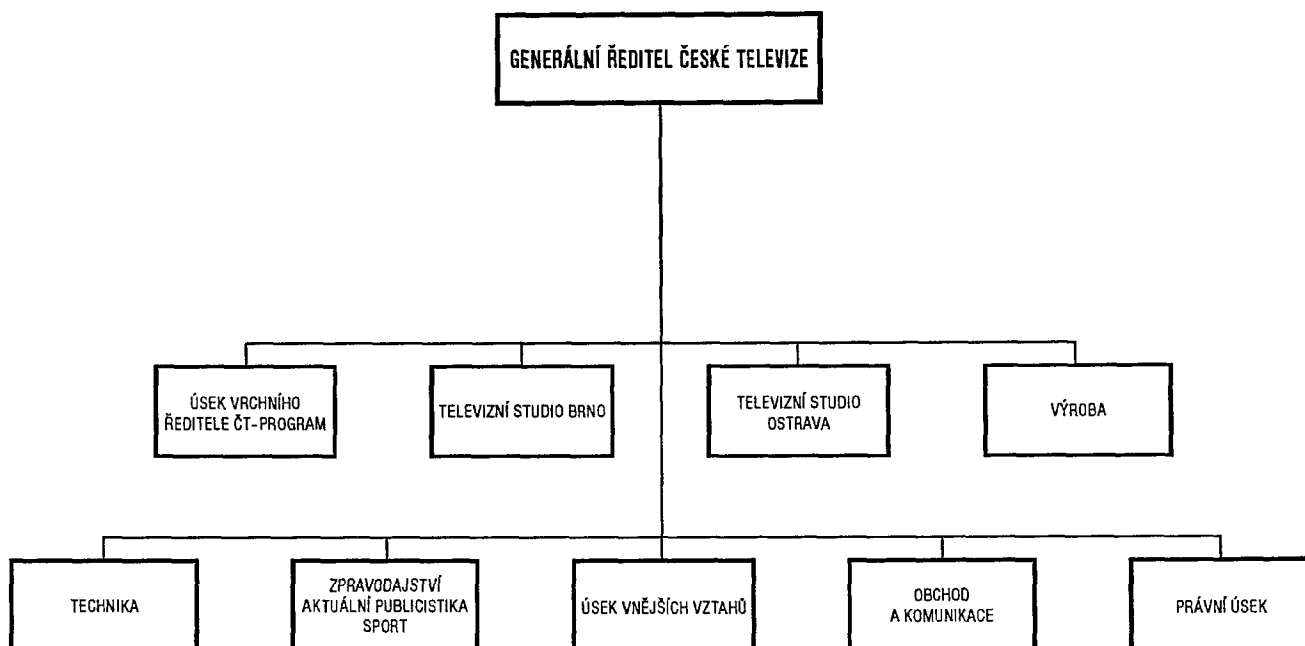 GENERÁLNÍ ŘEDITEL ČESKÉ TELEVIZE
ÚSEK VRCHNÍHO
ŘEDITELE ČT-PROGRAM
TELEVIZNÍ STUDIO BRNO
TELEVIZNÍ STUDIO
OSTRAVA
VÝROBA
TECHNIKA
ZPRAVODAJSTVÍ
AKTUÁLNÍ PUBLICISTIKA
SPORT
ÚSEK VNĚJŠÍCH VZTAHŮ
OBCHOD
A KOMUNIKACE
PRÁVNÍ ÚSEK